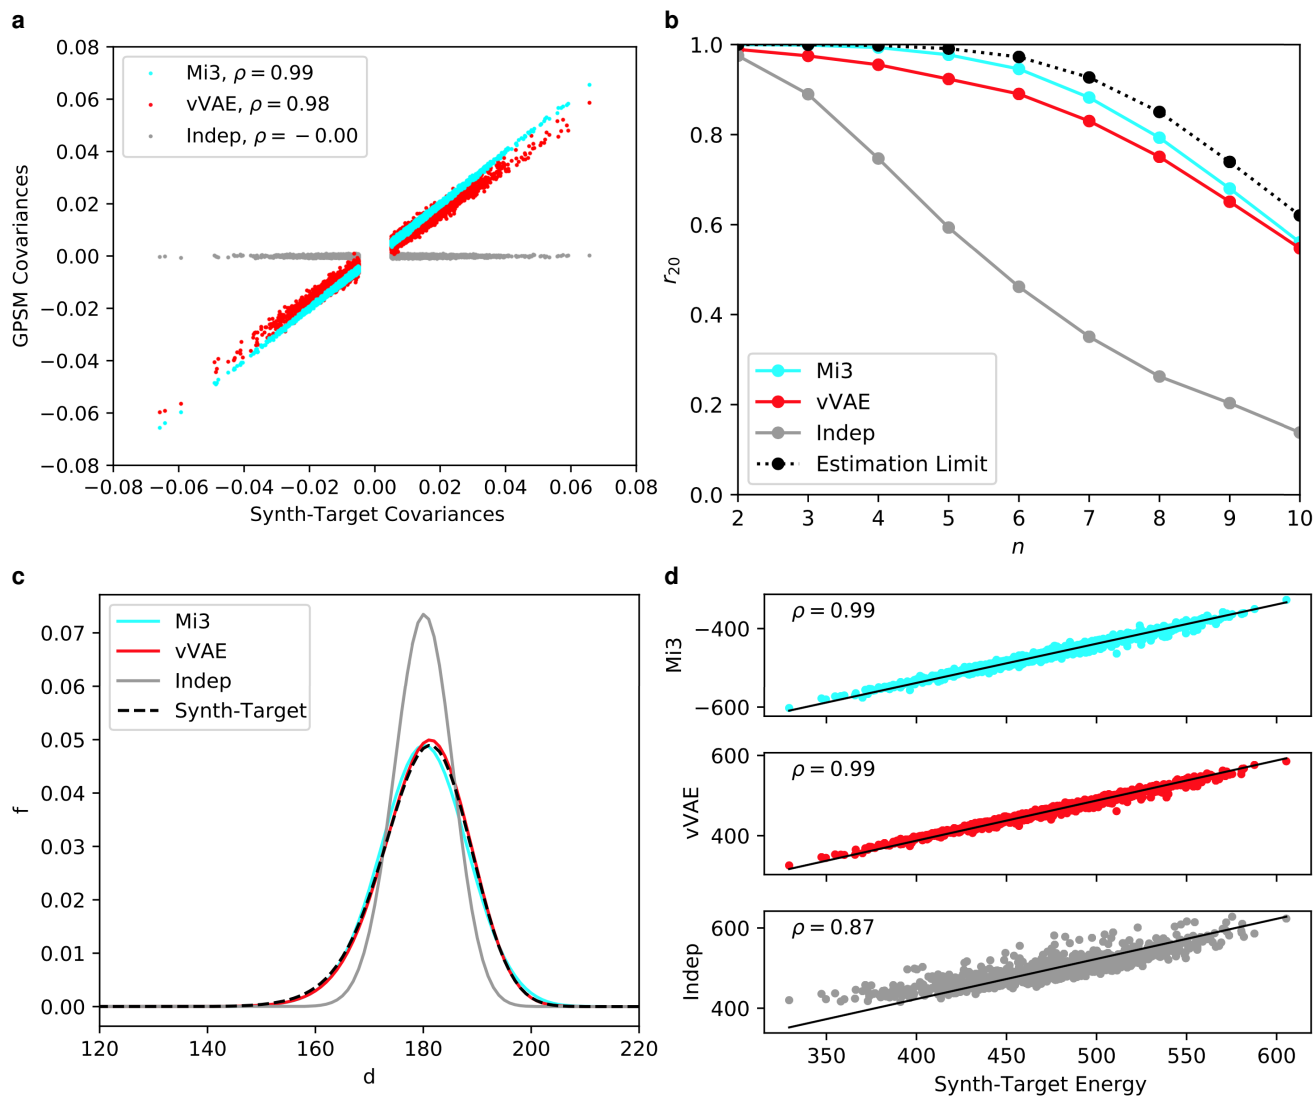 a
0.08
0.06
0.04
0.02
0.00
−0.02
−0.04
−0.06
−0.08
GPSM Covariances
Mi3, ρ = 0.99
vVAE, ρ = 0.98
Indep, ρ = −0.00
−0.08 −0.06 −0.04 −0.02 0.00 0.02 0.04 0.06 0.08
Synth-Target Covariances
b
1.0
0.8
0.6
0.4
0.2
0.0
r20
Mi3
vVAE
Indep
Estimation Limit
2 3 4 5 6 7 8 9 10
n
c
0.07
0.06
0.05
0.04
0.03
0.02
0.01
0.00
f
Mi3
vVAE
Indep
Synth-Target
120 140 160 180 200 220
d
d
Mi3
−400
−600
ρ = 0.99
vVAE
600
400
ρ = 0.99
Indep
600
400
ρ = 0.87
350 400 450 500 550 600
Synth-Target Energy